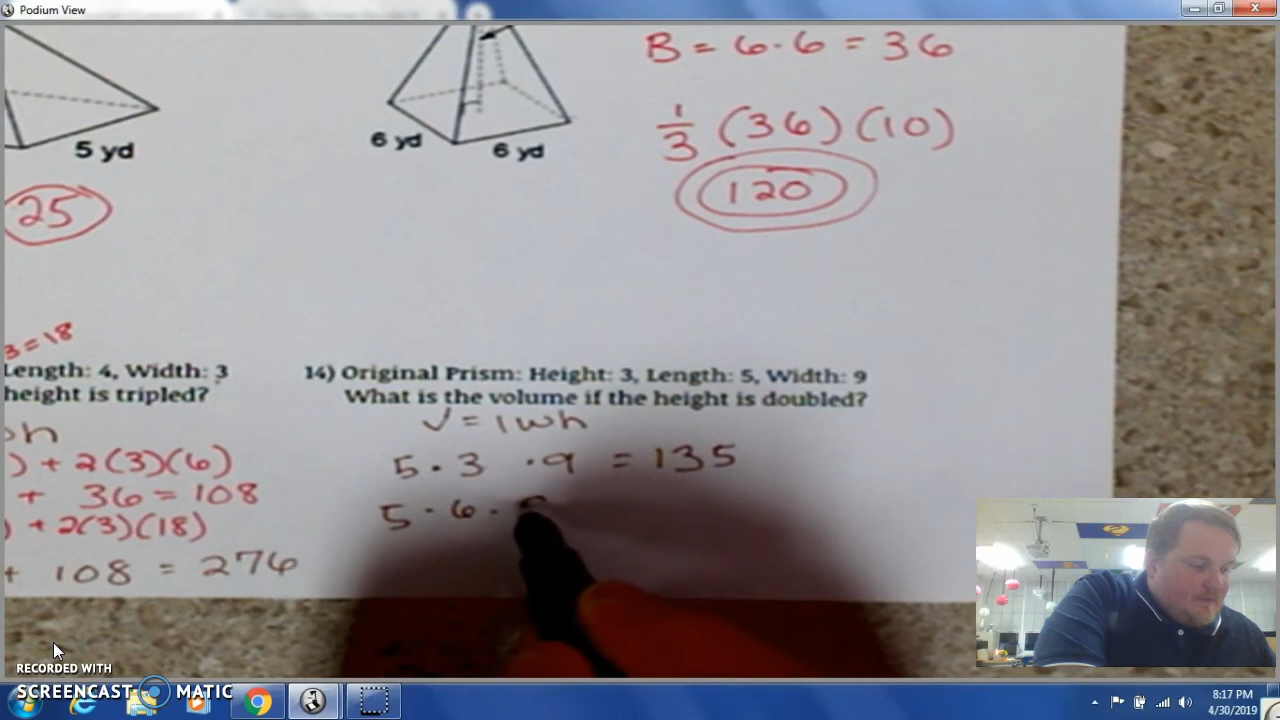 Podium View
B = 6·6 = 36
1/3 (36)(10)
120
6 yd
6 yd
5 yd
25
3=18
Length: 4, Width: 3
height is tripled?
) + 2(3)(6)
+ 36 = 108
) + 2(3)(18)
+ 108 = 276
14) Original Prism: Height: 3, Length: 5, Width: 9
What is the volume if the height is doubled?
V = lwh
5 · 3 · 9 = 135
5 · 6 ·
RECORDED WITH
SCREENCAST MATIC
8:17 PM
4/30/2019